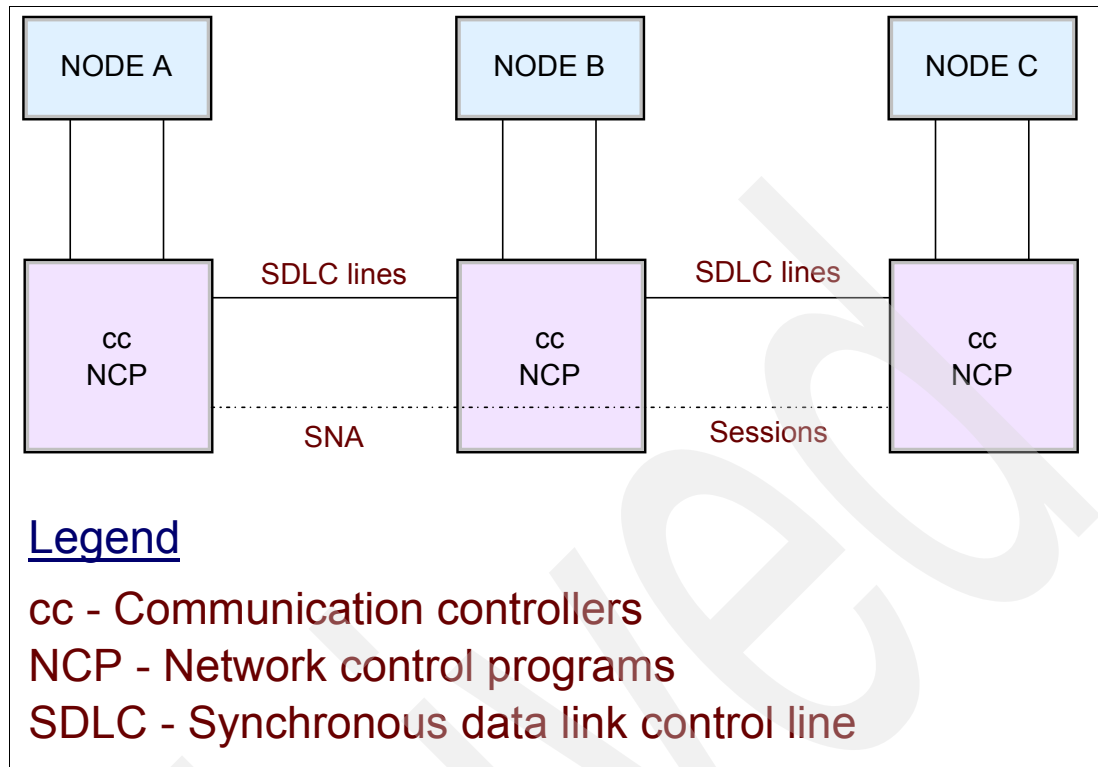 NODE A
NODE B
NODE C
SDLC lines
SDLC lines
cc
NCP
cc
NCP
cc
NCP
SNA
Sessions
Legend
cc - Communication controllers
NCP - Network control programs
SDLC - Synchronous data link control line